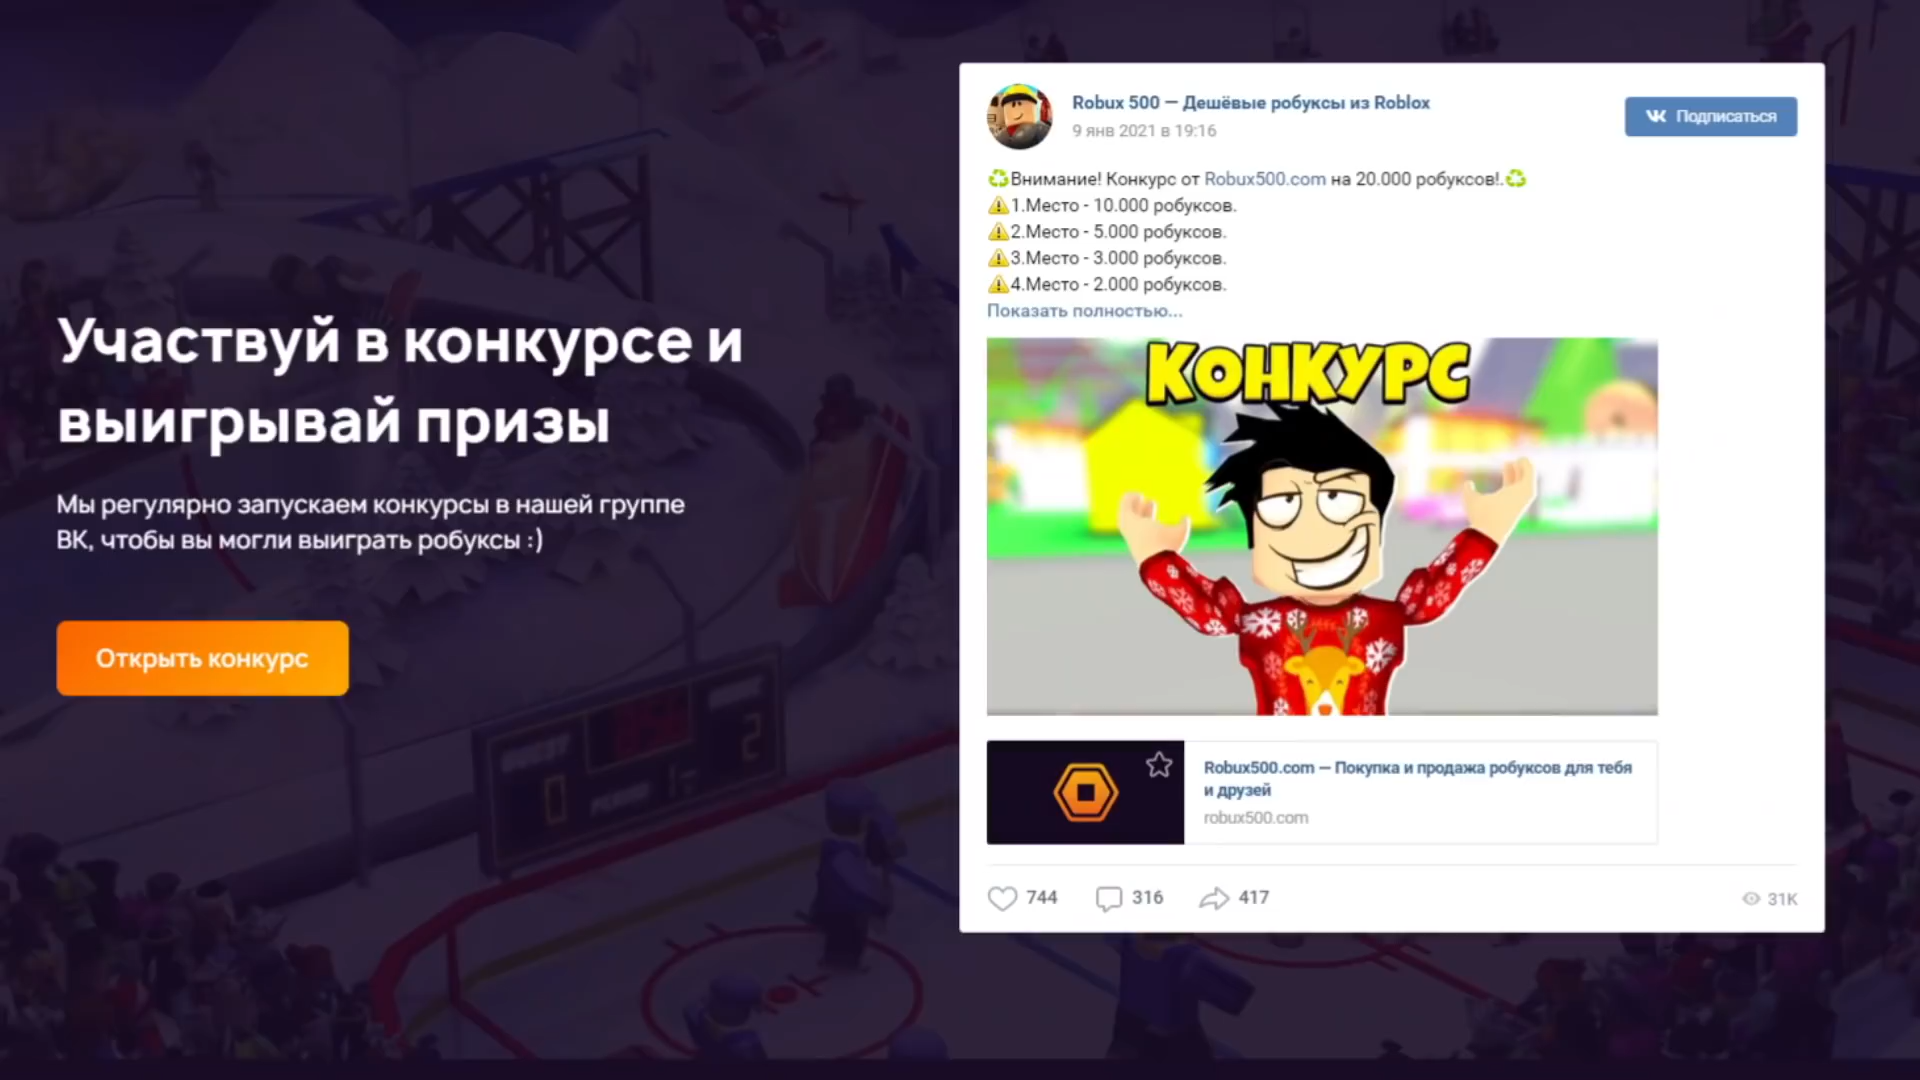 Участвуй в конкурсе и
выигрывай призы
Мы регулярно запускаем конкурсы в нашей группе
ВК, чтобы вы могли выиграть робуксы :)
Открыть конкурс
Robux 500 — Дешёвые робуксы из Roblox
9 янв 2021 в 19:16
Подписаться
Внимание! Конкурс от Robux500.com на 20.000 робуксов!.
1.Место - 10.000 робуксов.
2.Место - 5.000 робуксов.
3.Место - 3.000 робуксов.
4.Место - 2.000 робуксов.
Показать полностью...
КОНКУРС
Robux500.com — Покупка и продажа робуксов для тебя
и друзей
robux500.com
744 316 417
31K